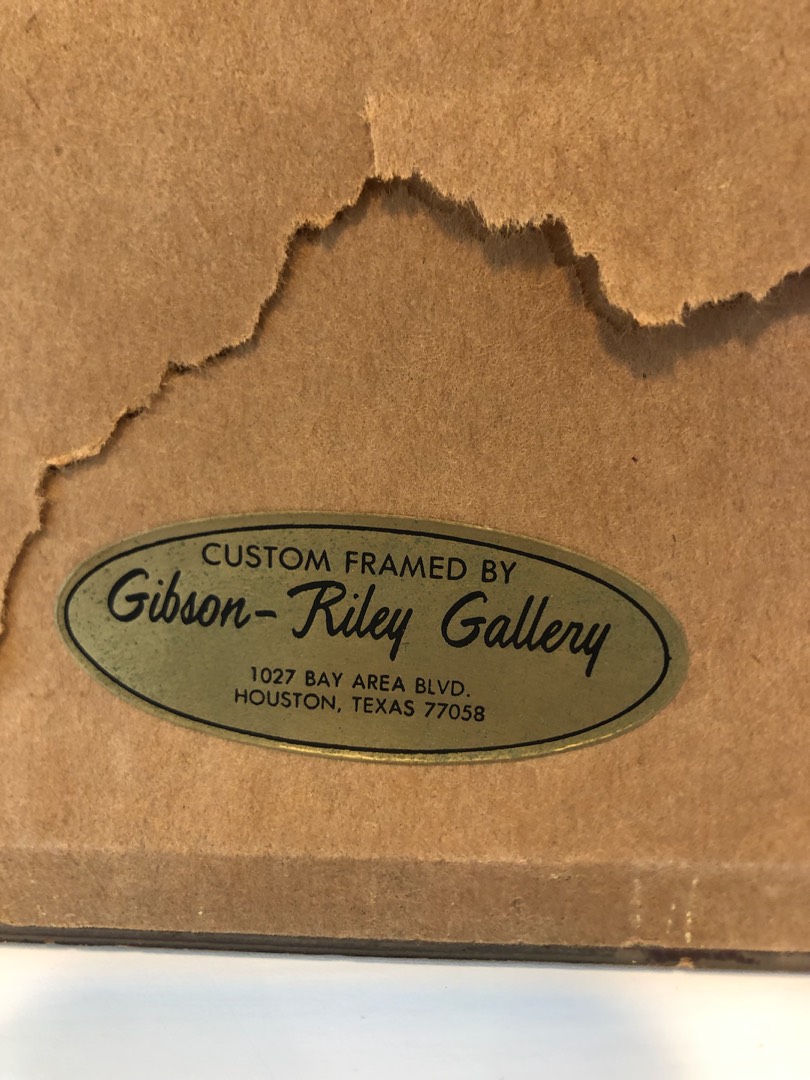 CUSTOM FRAMED BY
Gibson-Riley Gallery
1027 BAY AREA BLVD.
HOUSTON, TEXAS 77058